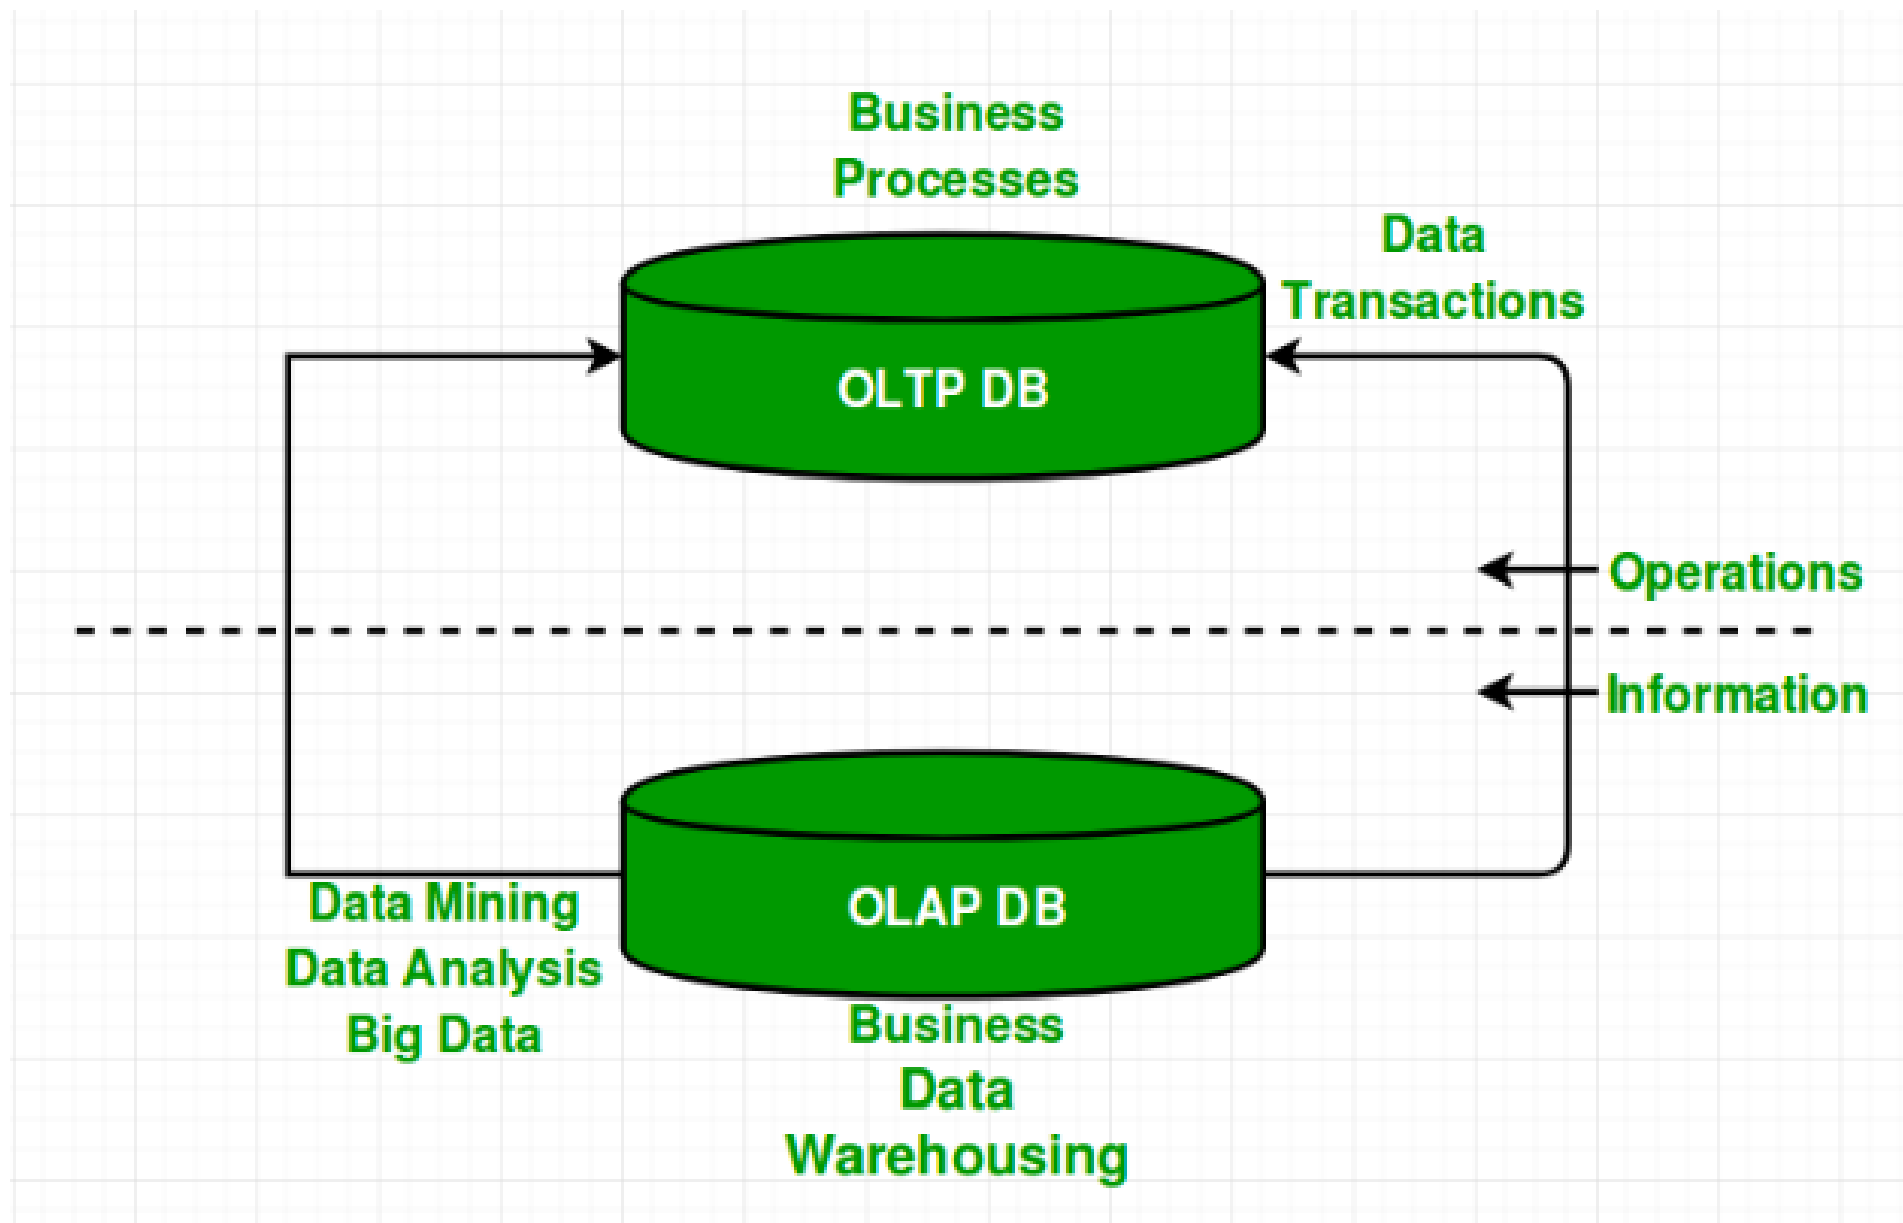 Business
Processes
Data
Transactions
OLTP DB
Operations
Information
OLAP DB
Data Mining
Data Analysis
Big Data
Business
Data
Warehousing